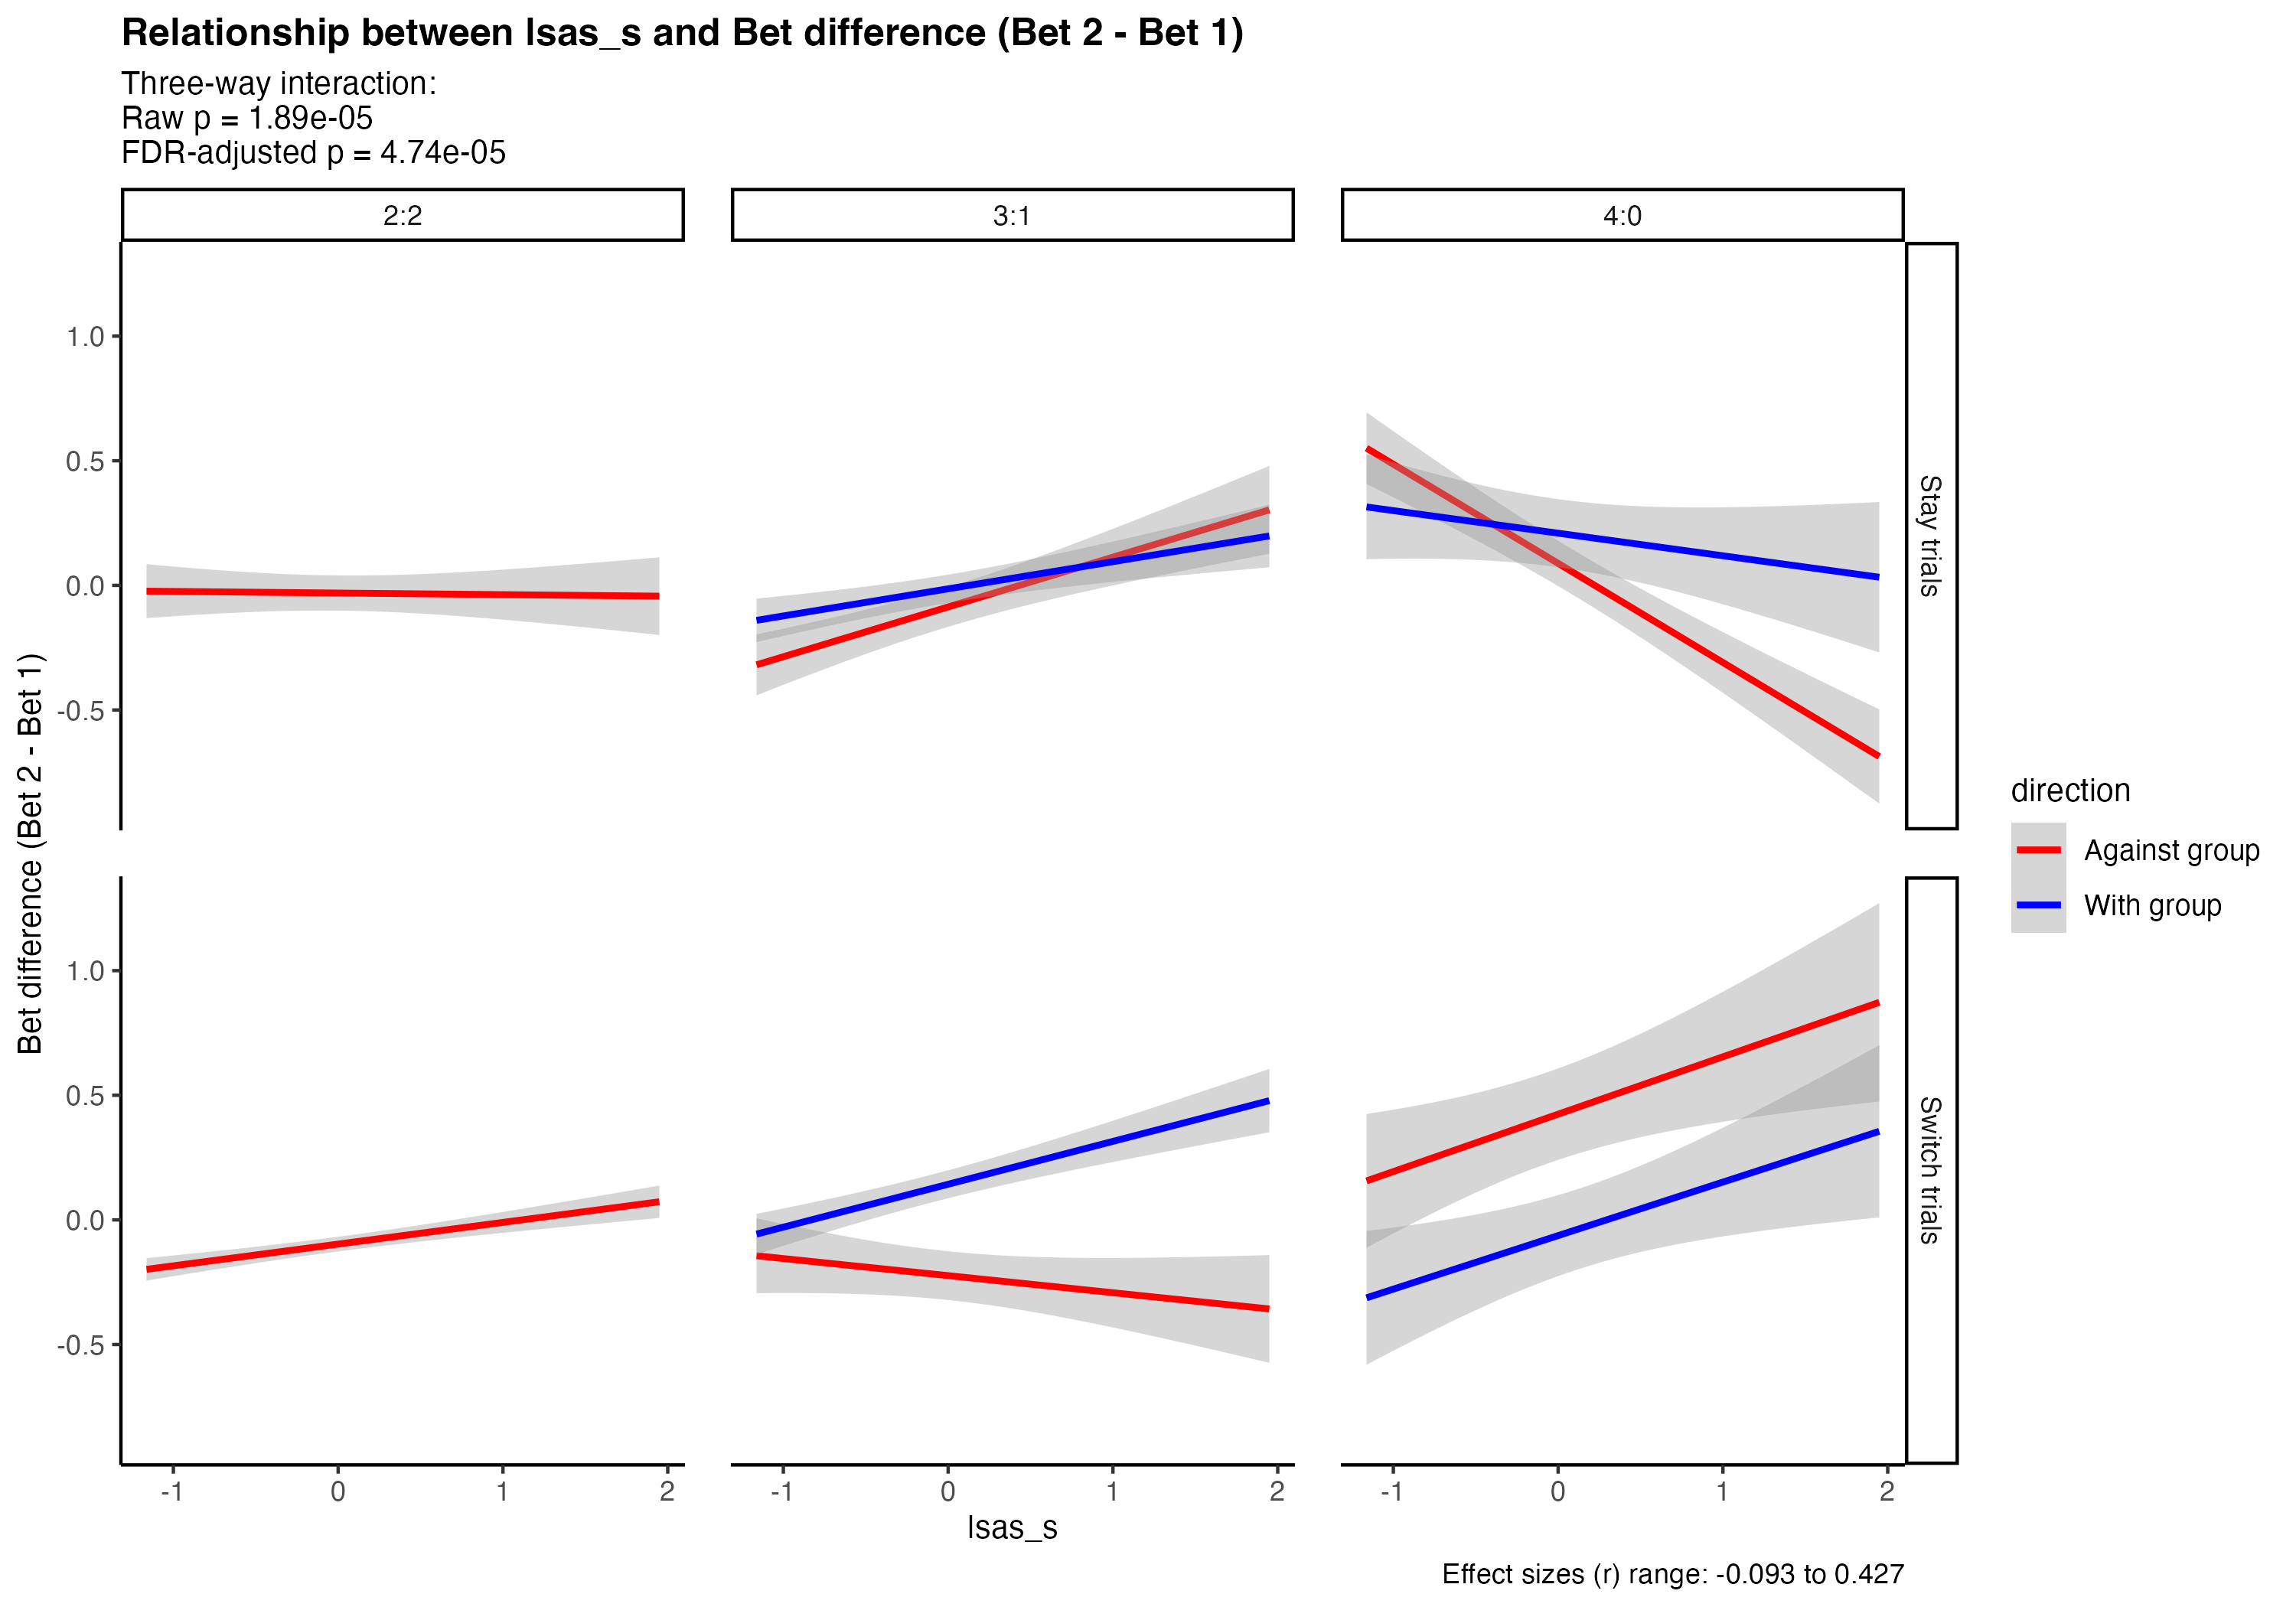 Relationship between lsas_s and Bet difference (Bet 2 - Bet 1)
Three-way interaction:
Raw p = 1.89e-05
FDR-adjusted p = 4.74e-05
2:2
3:1
4:0
1.0
0.5
0.0
-0.5
Stay trials
1.0
0.5
0.0
-0.5
Switch trials
Bet difference (Bet 2 - Bet 1)
-1
0
1
2
-1
0
1
2
-1
0
1
2
lsas_s
direction
Against group
With group
Effect sizes (r) range: -0.093 to 0.427